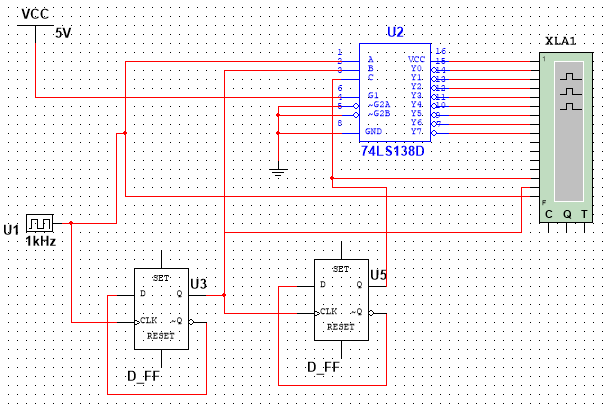 VCC
5V
U2
XLA1
1 A VCC 16
2 B Y0 15
3 C Y1 14
Y2 13
6 G1 Y3 12
4 ~G2A Y4 11
5 ~G2B Y5 10
Y6 9
8 GND Y7 7
74LS138D
1
F
C Q T
U1
1kHz
SET
D Q
CLK ~Q
RESET
U3
D_FF
SET
D Q
CLK ~Q
RESET
U5
D_FF